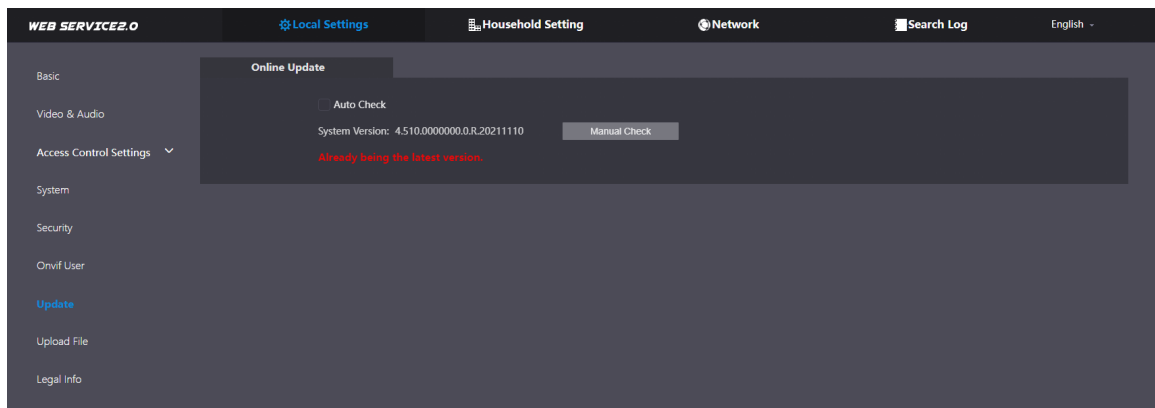 WEB SERVICE2.0 Local Settings Household Setting Network Search Log English
Basic
Video & Audio
Access Control Settings
System
Security
Onvif User
Update
Upload File
Legal Info
Online Update
Auto Check
System Version: 4.510.0000000.0.R.20211110 Manual Check
Already being the latest version.